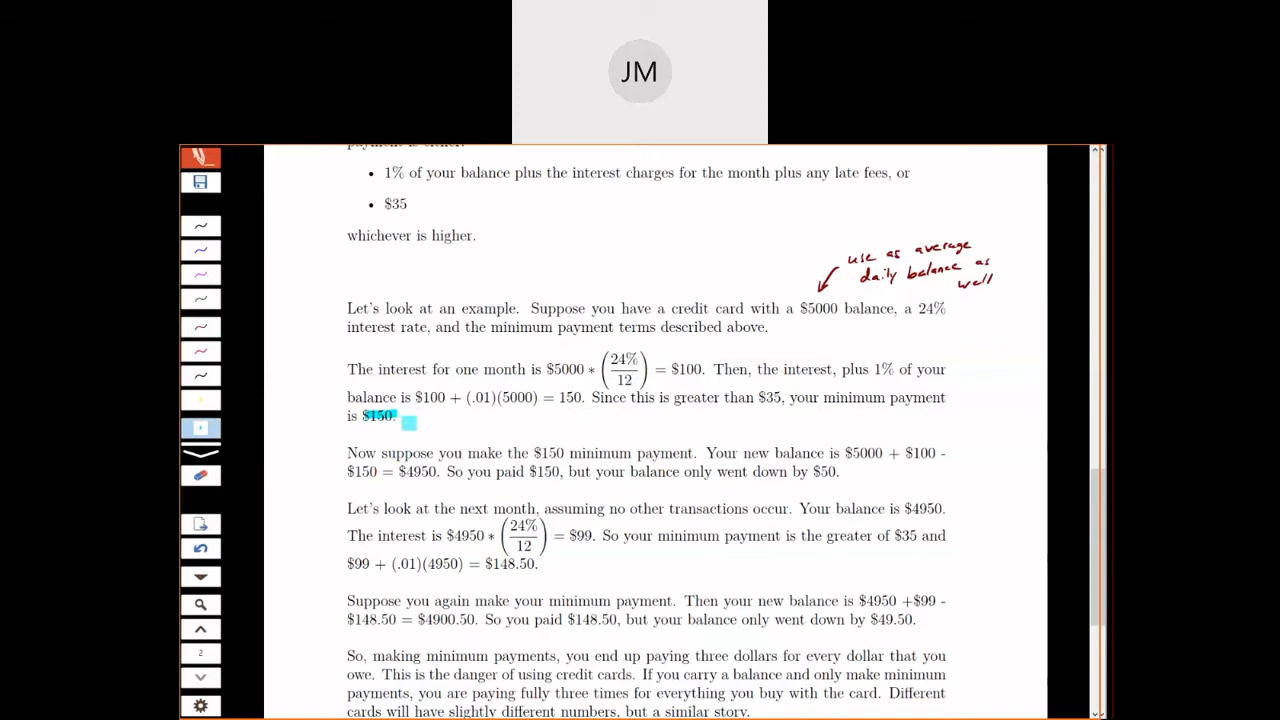 JM
payment is either:
• 1% of your balance plus the interest charges for the month plus any late fees, or
• $35
whichever is higher.
use as average
daily balance as
well
Let's look at an example. Suppose you have a credit card with a $5000 balance, a 24%
interest rate, and the minimum payment terms described above.
The interest for one month is $5000 * (24%/12) = $100. Then, the interest, plus 1% of your
balance is $100 + (.01)(5000) = 150. Since this is greater than $35, your minimum payment
is $150.
Now suppose you make the $150 minimum payment. Your new balance is $5000 + $100 -
$150 = $4950. So you paid $150, but your balance only went down by $50.
Let's look at the next month, assuming no other transactions occur. Your balance is $4950.
The interest is $4950 * (24%/12) = $99. So your minimum payment is the greater of $35 and
$99 + (.01)(4950) = $148.50.
Suppose you again make your minimum payment. Then your new balance is $4950 +$99 -
$148.50 = $4900.50. So you paid $148.50, but your balance only went down by $49.50.
So, making minimum payments, you end up paying three dollars for every dollar that you
owe. This is the danger of using credit cards. If you carry a balance and only make minimum
payments, you are paying fully three times for everything you buy with the card. Different
cards will have slightly different numbers, but a similar story.
2